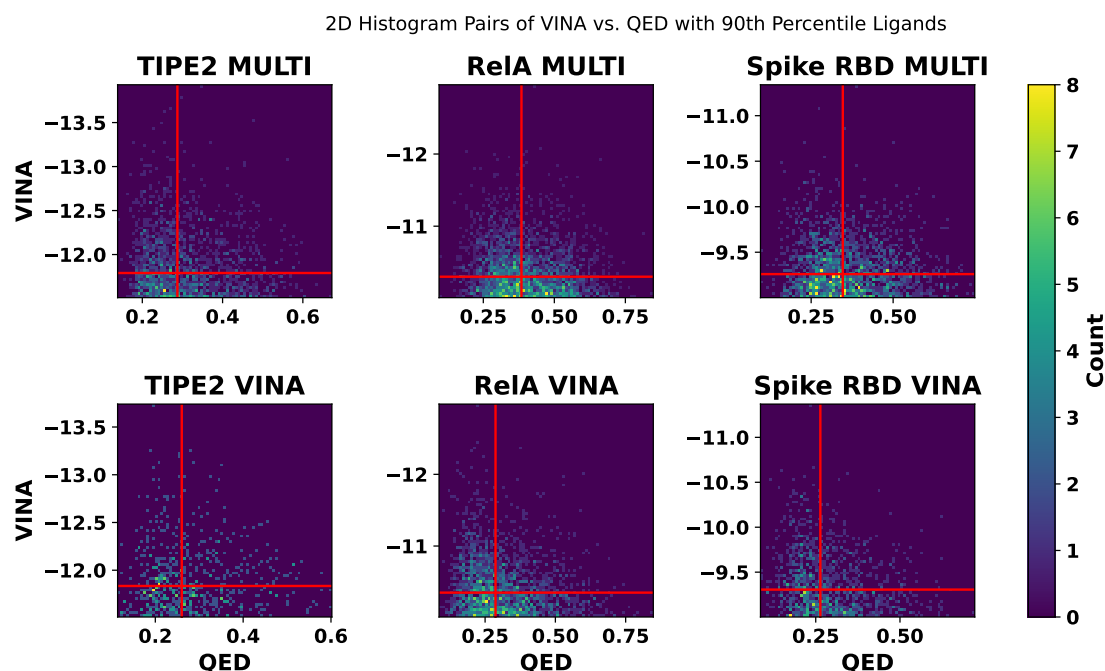 2D Histogram Pairs of VINA vs. QED with 90th Percentile Ligands
TIPE2 MULTI
RelA MULTI
Spike RBD MULTI
VINA
−13.5
−13.0
−12.5
−12.0
0.2 0.4 0.6
−12
−11
0.25 0.50 0.75
−11.0
−10.5
−10.0
−9.5
0.25 0.50
TIPE2 VINA
RelA VINA
Spike RBD VINA
VINA
−13.5
−13.0
−12.5
−12.0
0.2 0.4 0.6
QED
−12
−11
0.25 0.50 0.75
QED
−11.0
−10.5
−10.0
−9.5
0.25 0.50
QED
8
7
6
5
4
3
2
1
0
Count